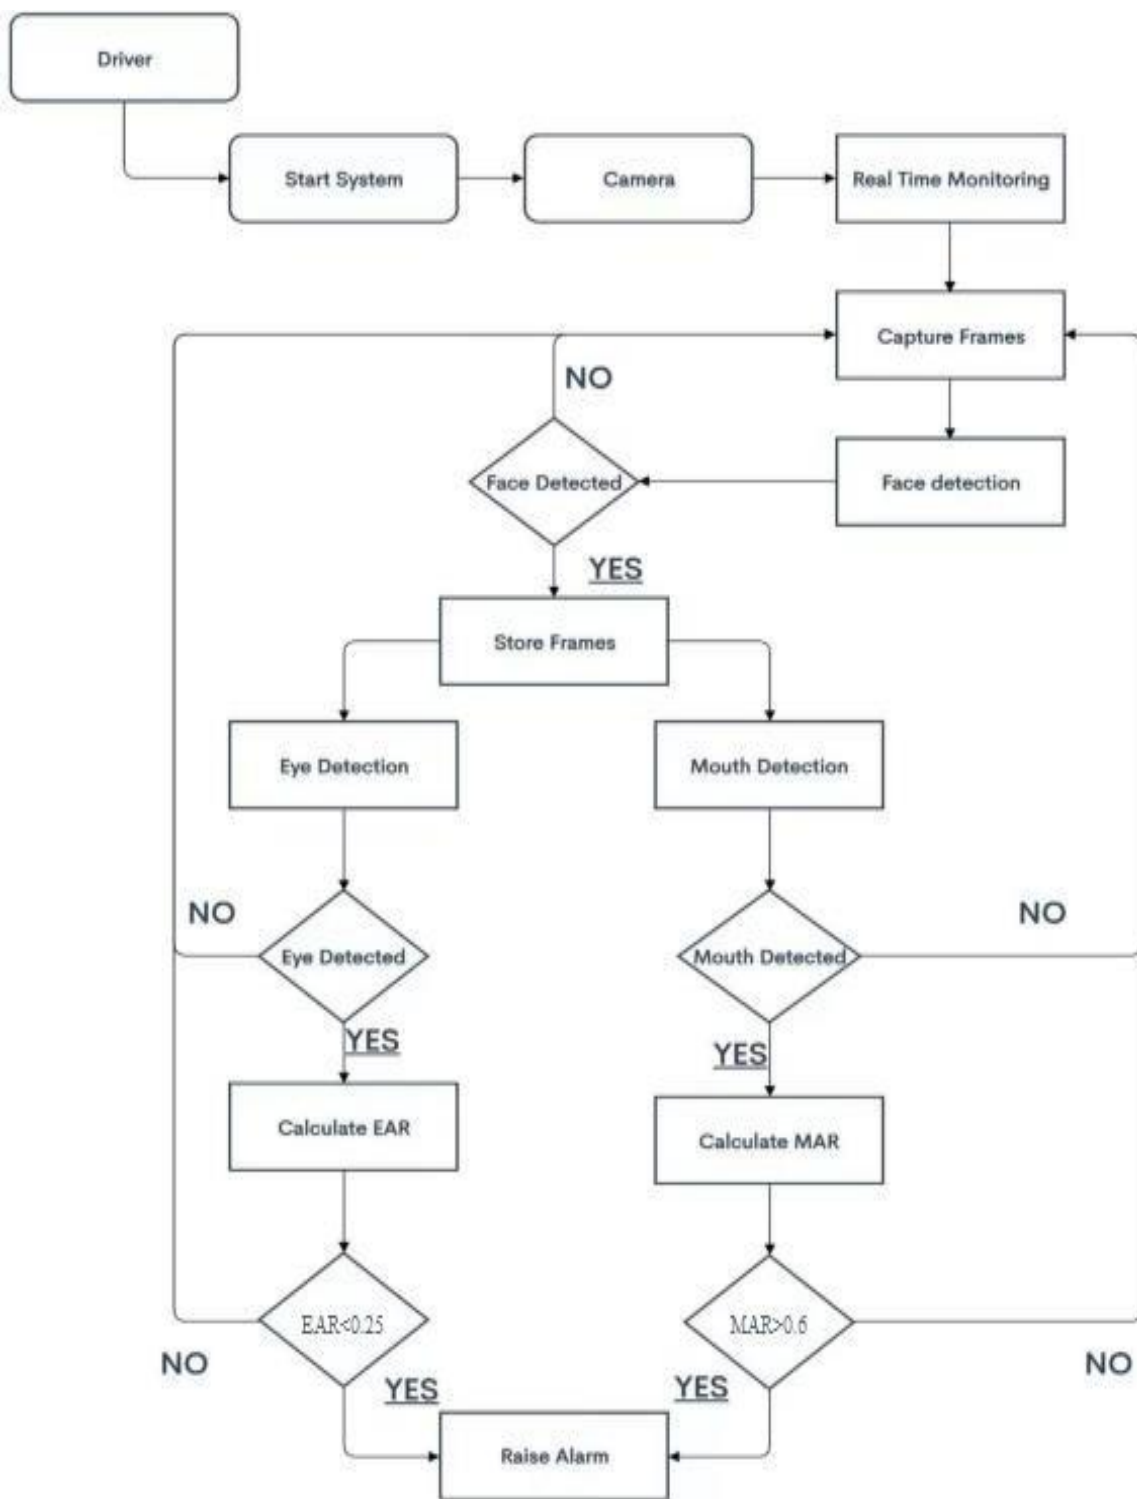 Driver
Start System
Camera
Real Time Monitoring
Capture Frames
NO
Face Detected
Face detection
YES
Store Frames
Eye Detection
Mouth Detection
NO
NO
Eye Detected
Mouth Detected
YES
YES
Calculate EAR
Calculate MAR
EAR<0.25
MAR>0.6
NO
NO
YES
YES
Raise Alarm